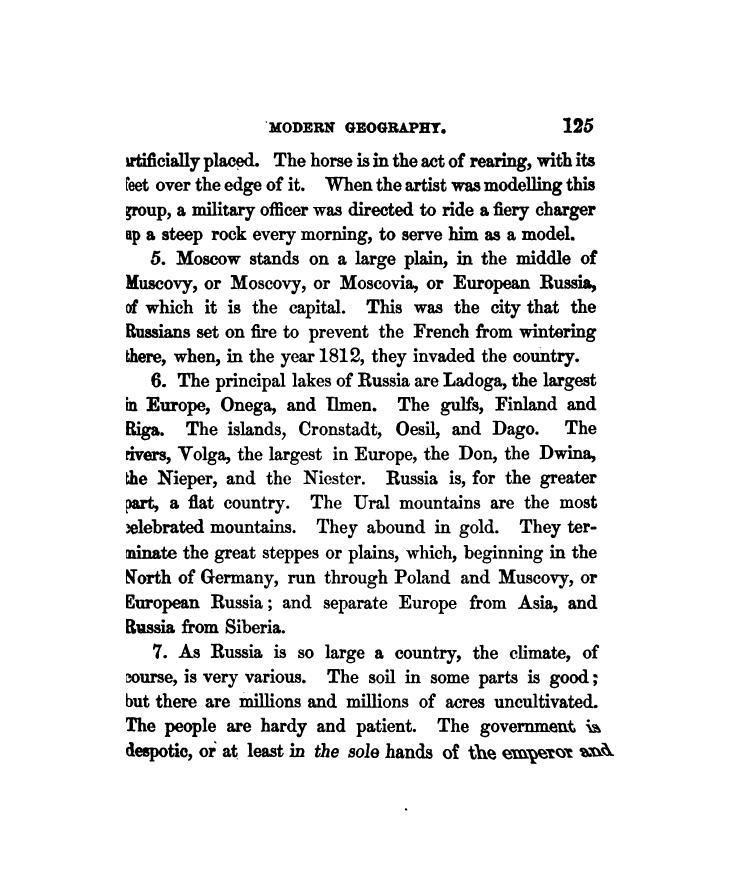 MODERN GEOGRAPHY. 125
artificially placed. The horse is in the act of rearing, with its
feet over the edge of it. When the artist was modelling this
group, a military officer was directed to ride a fiery charger
up a steep rock every morning, to serve him as a model.
5. Moscow stands on a large plain, in the middle of
Muscovy, or Moscovy, or Moscovia, or European Russia,
of which it is the capital. This was the city that the
Russians set on fire to prevent the French from wintering
there, when, in the year 1812, they invaded the country.
6. The principal lakes of Russia are Ladoga, the largest
in Europe, Onega, and Ilmen. The gulfs, Finland and
Riga. The islands, Cronstadt, Oesil, and Dago. The
rivers, Volga, the largest in Europe, the Don, the Dwina,
the Nieper, and the Niester. Russia is, for the greater
part, a flat country. The Ural mountains are the most
celebrated mountains. They abound in gold. They ter-
minate the great steppes or plains, which, beginning in the
North of Germany, run through Poland and Muscovy, or
European Russia; and separate Europe from Asia, and
Russia from Siberia.
7. As Russia is so large a country, the climate, of
course, is very various. The soil in some parts is good;
but there are millions and millions of acres uncultivated.
The people are hardy and patient. The government is
despotic, or at least in the sole hands of the emperor and